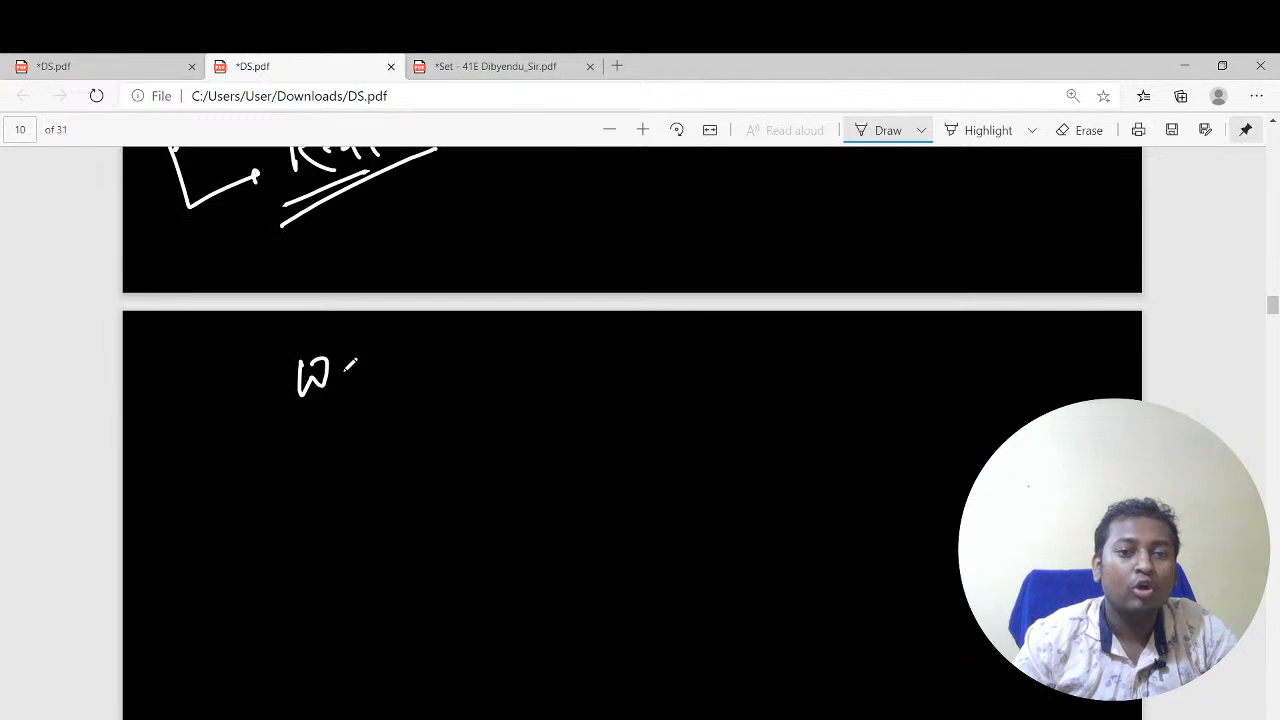 *DS.pdf *DS.pdf *Set - 41E Dibyendu_Sir.pdf
File C:/Users/User/Downloads/DS.pdf
10 of 31 Read aloud Draw Highlight Erase
W